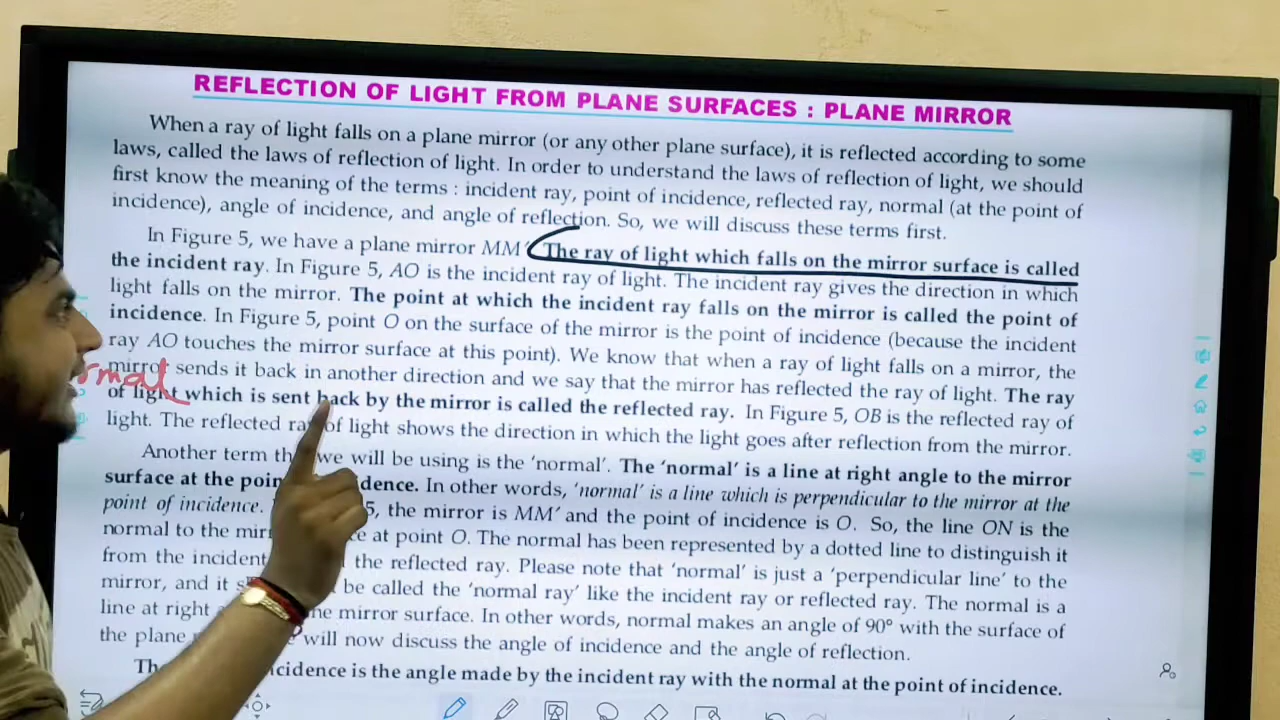 REFLECTION OF LIGHT FROM PLANE SURFACES : PLANE MIRROR
When a ray of light falls on a plane mirror (or any other plane surface), it is reflected according to some
laws, called the laws of reflection of light. In order to understand the laws of reflection of light, we should
first know the meaning of the terms : incident ray, point of incidence, reflected ray, normal (at the point of
incidence), angle of incidence, and angle of reflection. So, we will discuss these terms first.
In Figure 5, we have a plane mirror MM′ The ray of light which falls on the mirror surface is called
the incident ray. In Figure 5, AO is the incident ray of light. The incident ray gives the direction in which
light falls on the mirror. The point at which the incident ray falls on the mirror is called the point of
incidence. In Figure 5, point O on the surface of the mirror is the point of incidence (because the incident
ray AO touches the mirror surface at this point). We know that when a ray of light falls on a mirror, the
mirror sends it back in another direction and we say that the mirror has reflected the ray of light. The ray
of light which is sent back by the mirror is called the reflected ray. In Figure 5, OB is the reflected ray of
light. The reflected ray of light shows the direction in which the light goes after reflection from the mirror.
Another term we will be using is the ‘normal’. The ‘normal’ is a line at right angle to the mirror
surface at the In other words, ‘normal’ is a line which is perpendicular to the mirror at the
point of incidence. 5, the mirror is MM′ and the point of incidence is O. So, the line ON is the
normal to the at point O. The normal has been represented by a dotted line to distinguish it
from the incident the reflected ray. Please note that ‘normal’ is just a ‘perpendicular line’ to the
mirror, and it be called the ‘normal ray’ like the incident ray or reflected ray. The normal is a
line at right mirror surface. In other words, normal makes an angle of 90° with the surface of
the plane will now discuss the angle of incidence and the angle of reflection.
is the angle made by the incident ray with the normal at the point of incidence.